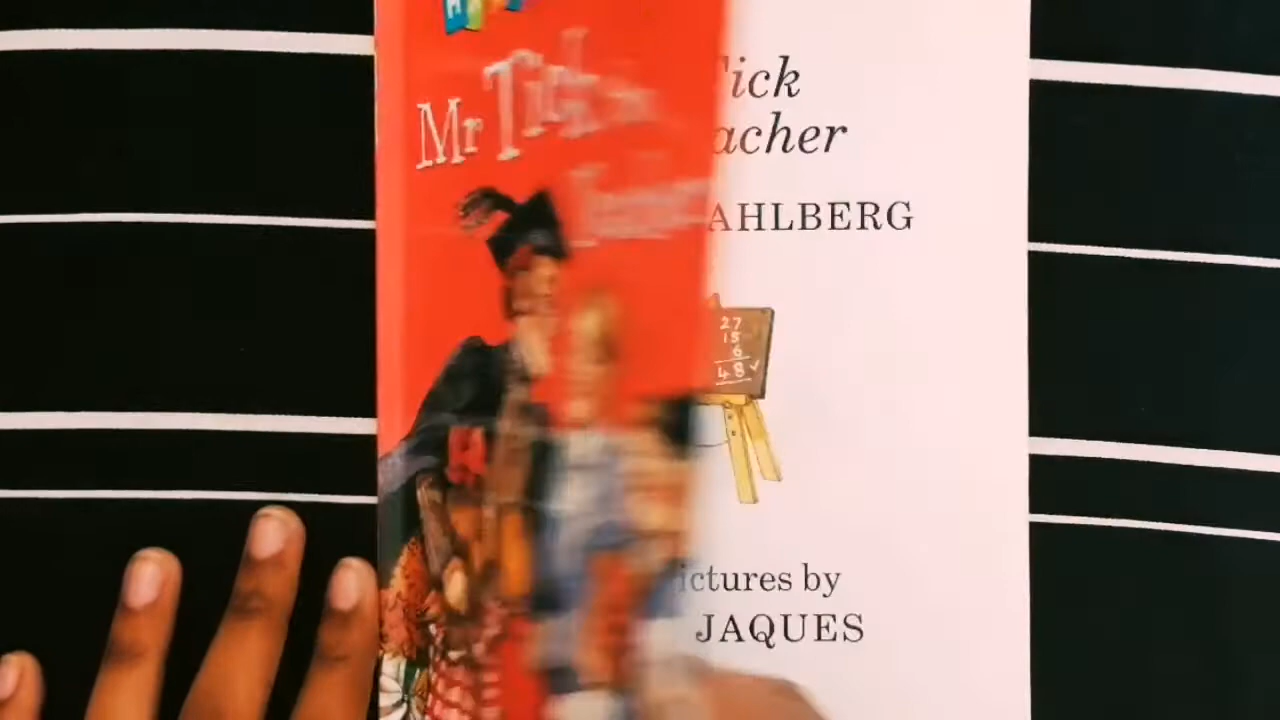 Mr Tick
Tick
acher
AHLBERG
27
15
6
48
ictures by
JAQUES